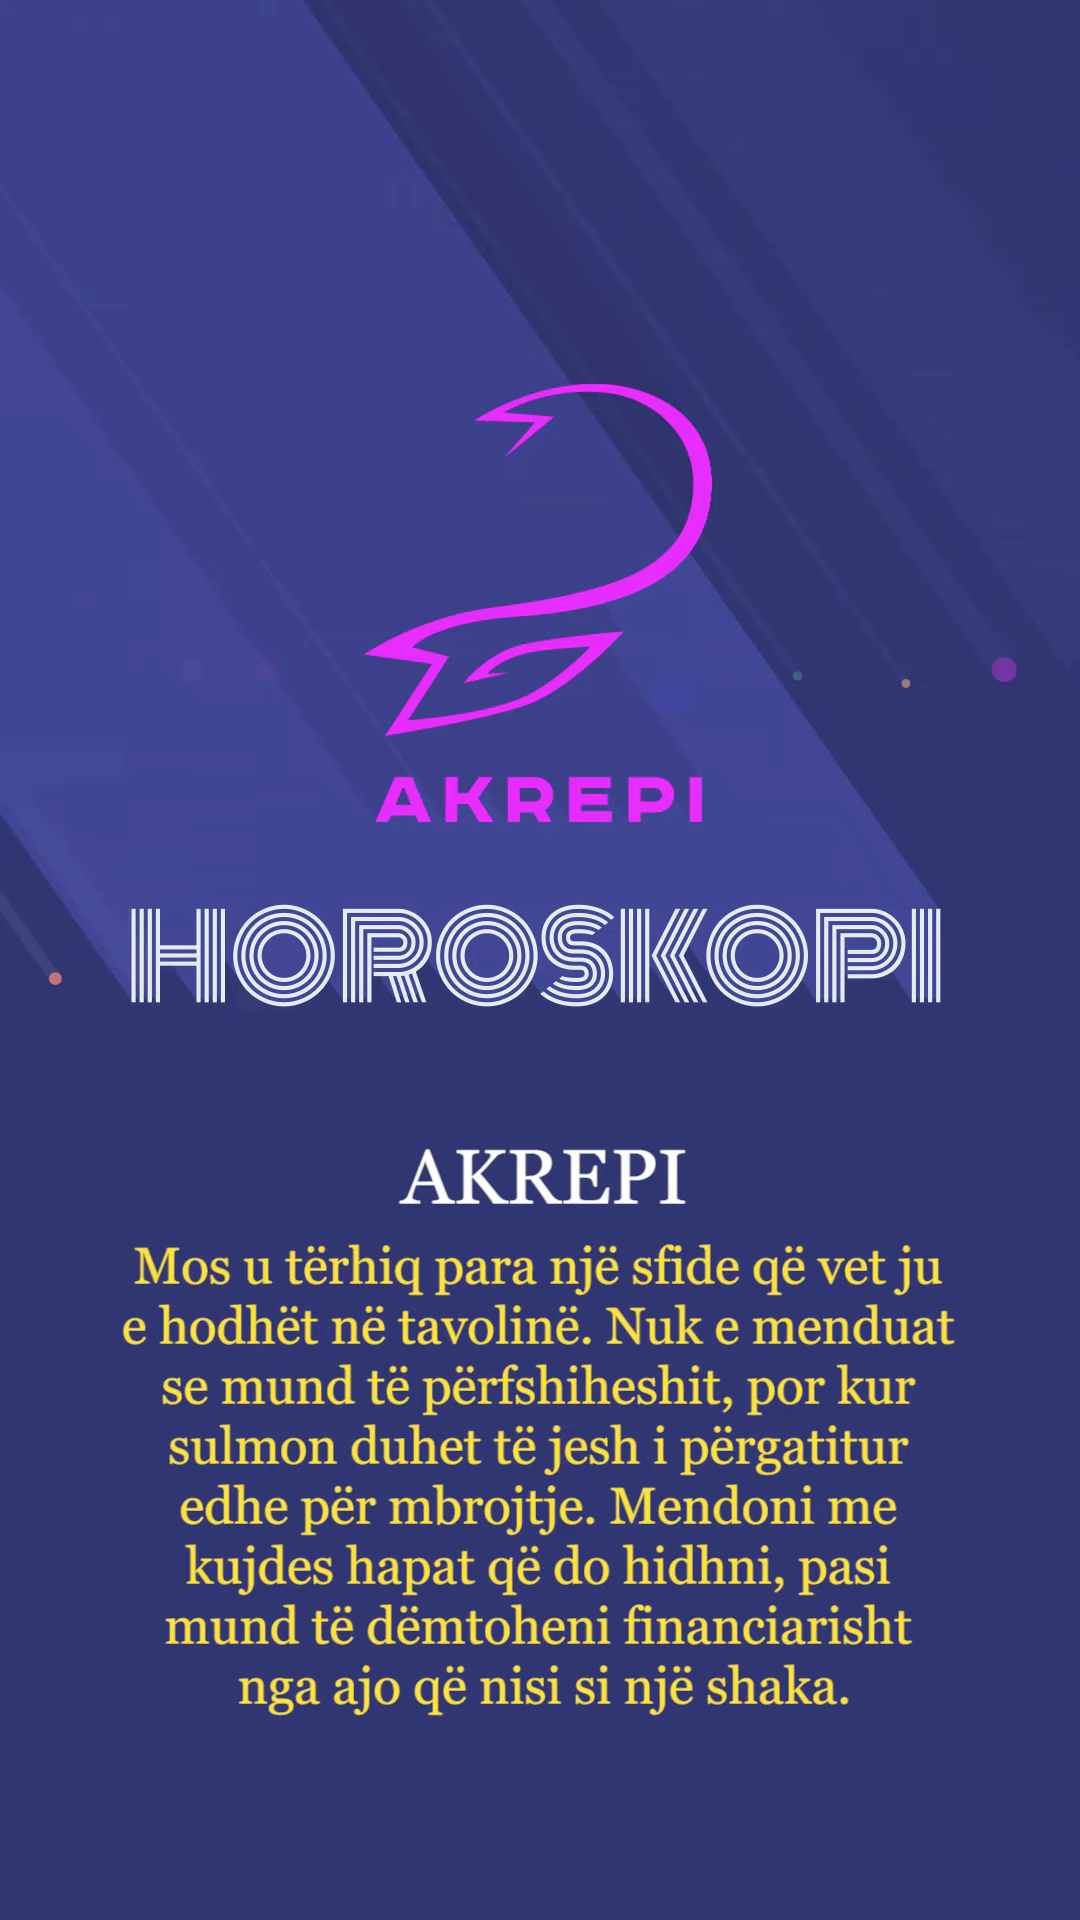 AKREPI
HOROSKOPI
AKREPI
Mos u tërhiq para një sfide që vet ju
e hodhët në tavolinë. Nuk e menduat
se mund të përfshiheshit, por kur
sulmon duhet të jesh i përgatitur
edhe për mbrojtje. Mendoni me
kujdes hapat që do hidhni, pasi
mund të dëmtoheni financiarisht
nga ajo që nisi si një shaka.